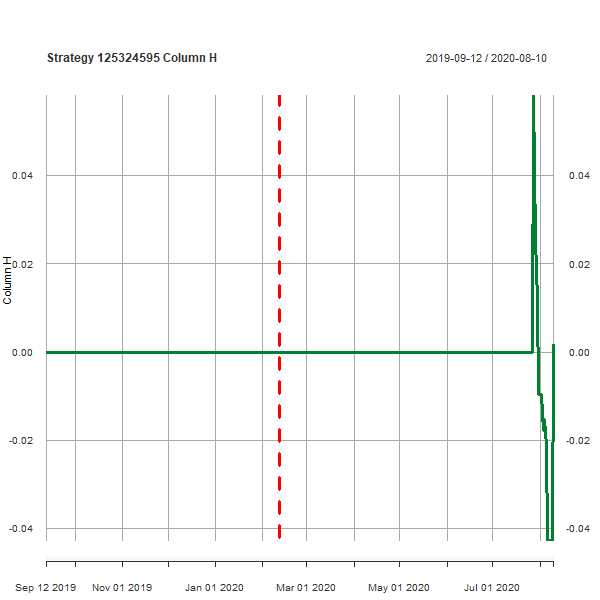 Strategy 125324595 Column H
2019-09-12 / 2020-08-10
0.04 0.04
0.02 0.02
Column H
0.00 0.00
-0.02 -0.02
-0.04 -0.04
Sep 12 2019 Nov 01 2019 Jan 01 2020 Mar 01 2020 May 01 2020 Jul 01 2020